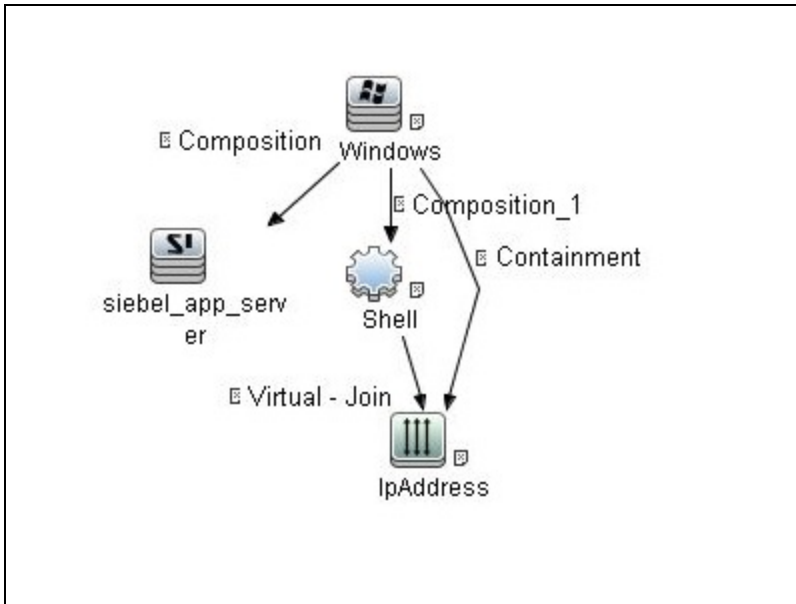 Composition
Windows
Composition_1
Containment
siebel_app_serv
er
Shell
Virtual - Join
IpAddress